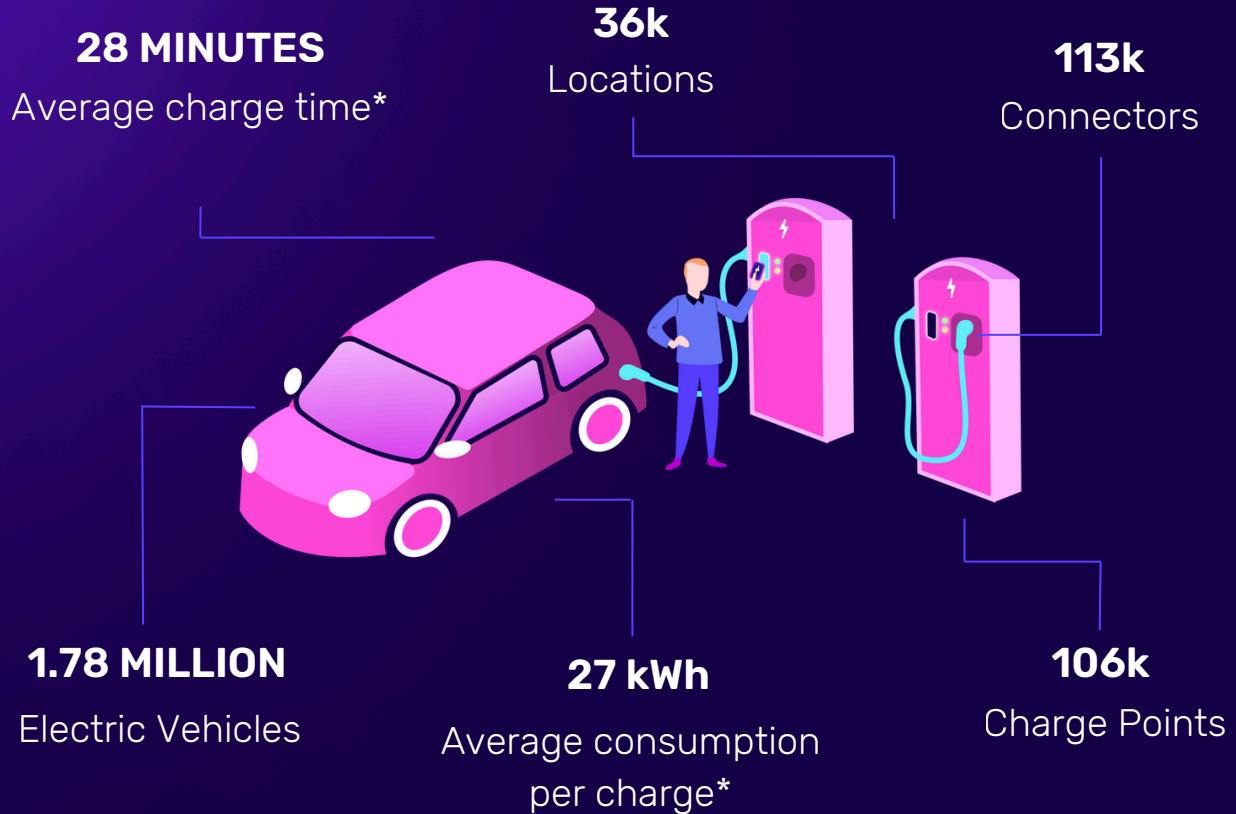 28 MINUTES
Average charge time*
36k
Locations
113k
Connectors
1.78 MILLION
Electric Vehicles
27 kWh
Average consumption
per charge*
106k
Charge Points